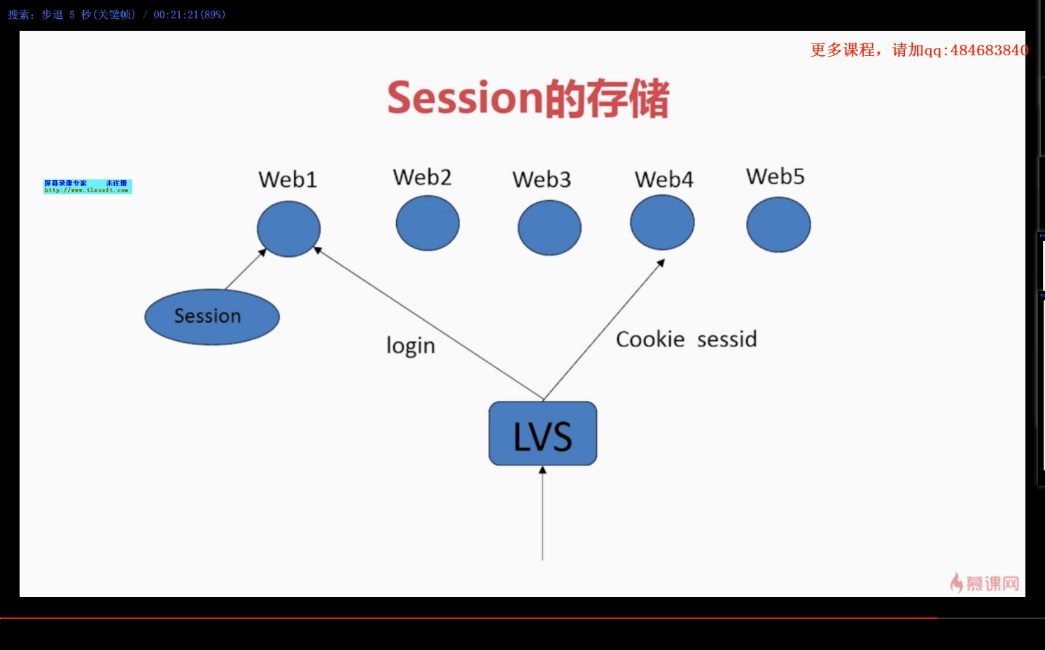 搜索: 步退 5 秒(关键帧) / 00:21:21(89%)
更多课程，请加qq:484683840
Session的存储
屏幕录像专家 未注册
http://www.tlxsoft.com
Web1 Web2 Web3 Web4 Web5
Session
login
Cookie sessid
LVS
慕课网